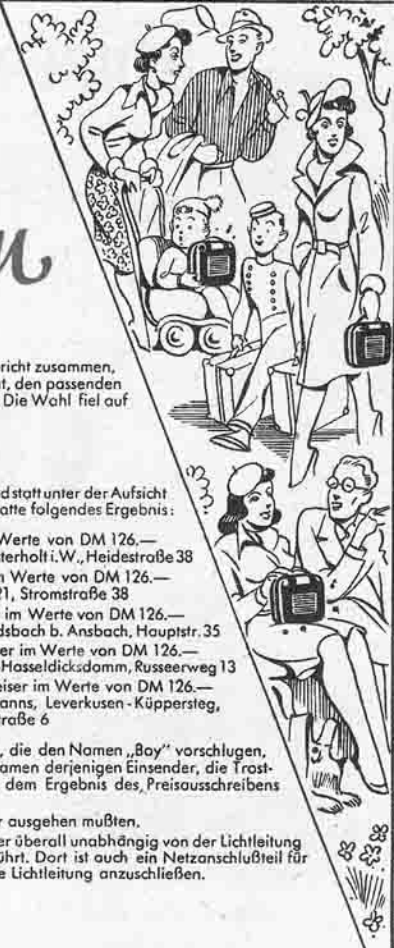 richt zusammen,
t, den passenden
Die Wahl fiel auf
d statt unter der Aufsicht
atte folgendes Ergebnis:
Werte von DM 126.—
terholt i.W., Heidestraße 38
n Werte von DM 126.—
21, Stromstraße 38
im Werte von DM 126.—
dsbach b. Ansbach, Hauptstr. 35
er im Werte von DM 126.—
Hasseldicksdamm, Russeerweg 13
eiser im Werte von DM 126.—
anns, Leverkusen-Küppersteg,
traße 6
, die den Namen „Boy" vorschlugen,
amen derjenigen Einsender, die Trost-
dem Ergebnis des Preisausschreibens
r ausgehen mußten.
er überall unabhängig von der Lichtleitung
ührt. Dort ist auch ein Netzanschlußteil für
e Lichtleitung anzuschließen.